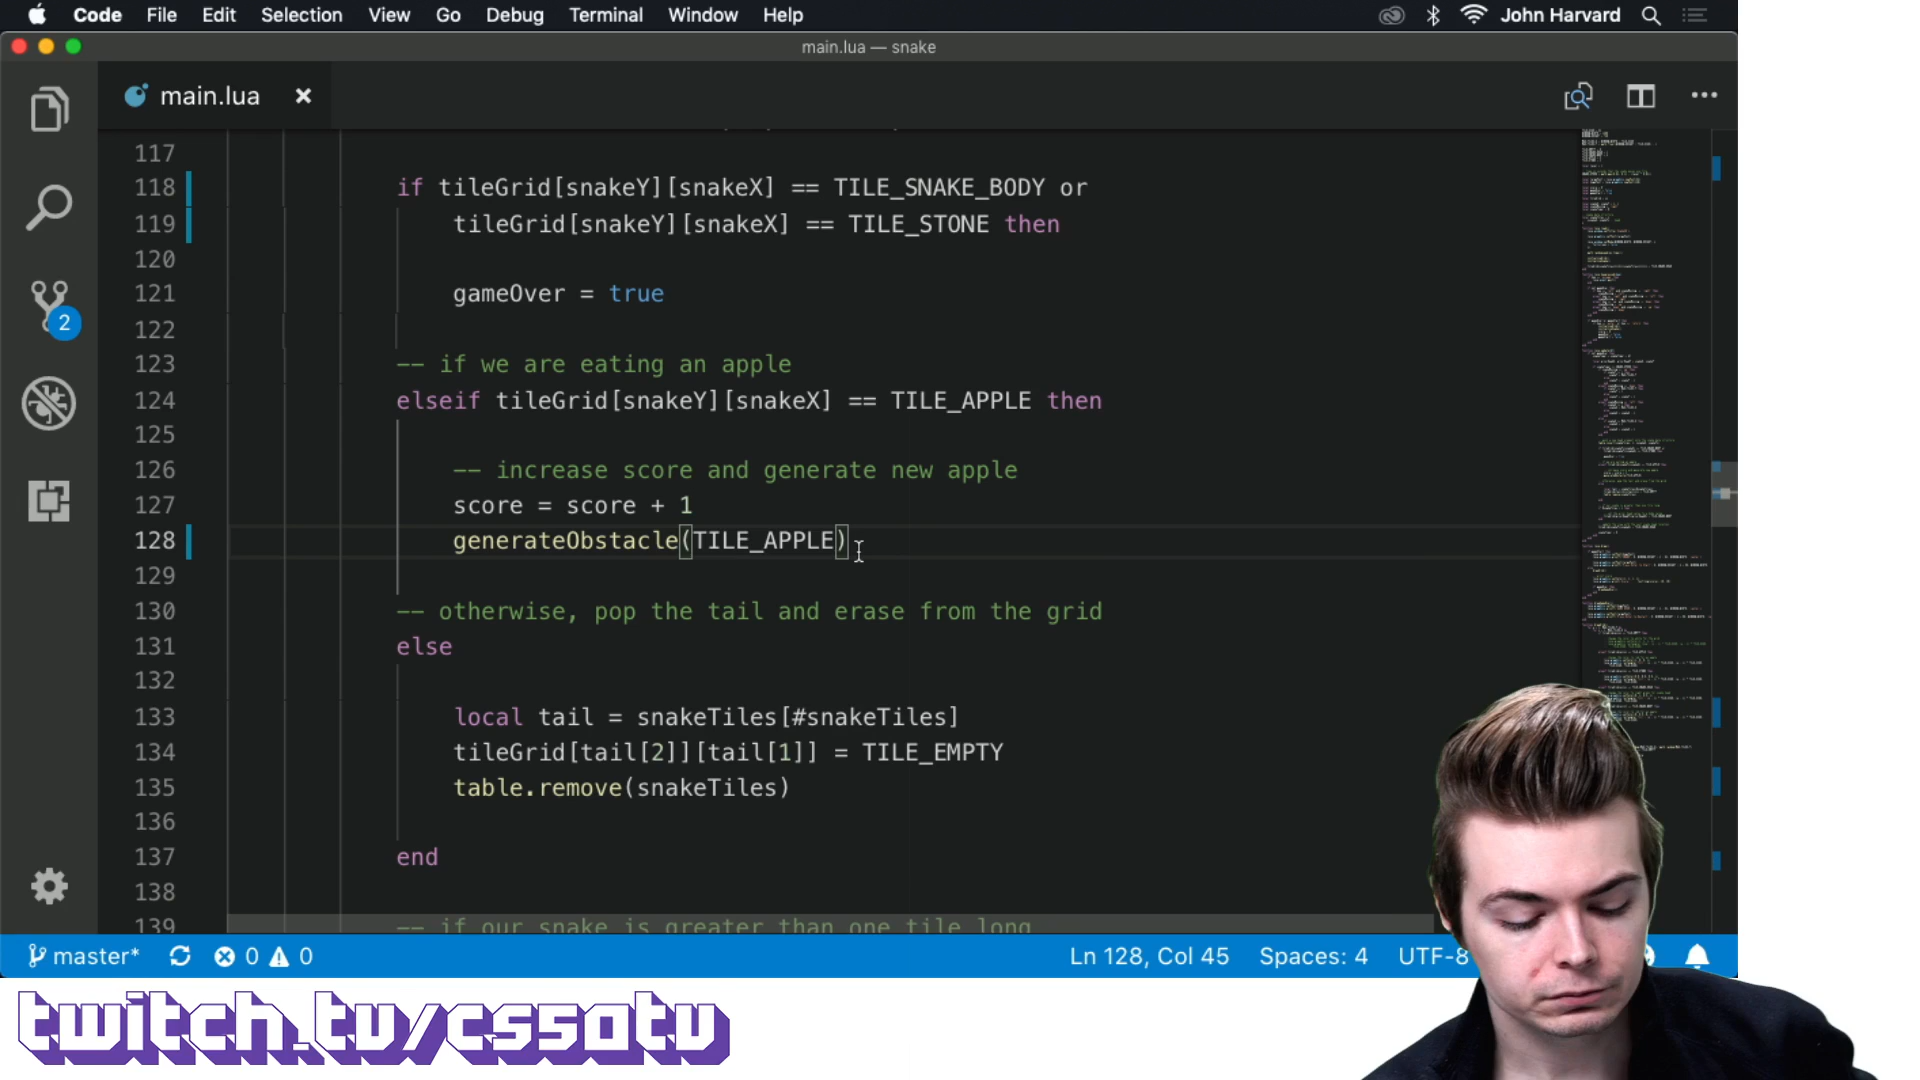 Code File Edit Selection View Go Debug Terminal Window Help John Harvard
main.lua — snake
main.lua
117
118 if tileGrid[snakeY][snakeX] == TILE_SNAKE_BODY or
119 tileGrid[snakeY][snakeX] == TILE_STONE then
120
121 gameOver = true
122
123 -- if we are eating an apple
124 elseif tileGrid[snakeY][snakeX] == TILE_APPLE then
125
126 -- increase score and generate new apple
127 score = score + 1
128 generateObstacle(TILE_APPLE)
129
130 -- otherwise, pop the tail and erase from the grid
131 else
132
133 local tail = snakeTiles[#snakeTiles]
134 tileGrid[tail[2]][tail[1]] = TILE_EMPTY
135 table.remove(snakeTiles)
136
137 end
138
139 -- if our snake is greater than one tile long
2
master* 0 0 Ln 128, Col 45 Spaces: 4 UTF-8
twitch.tv/cs50tv